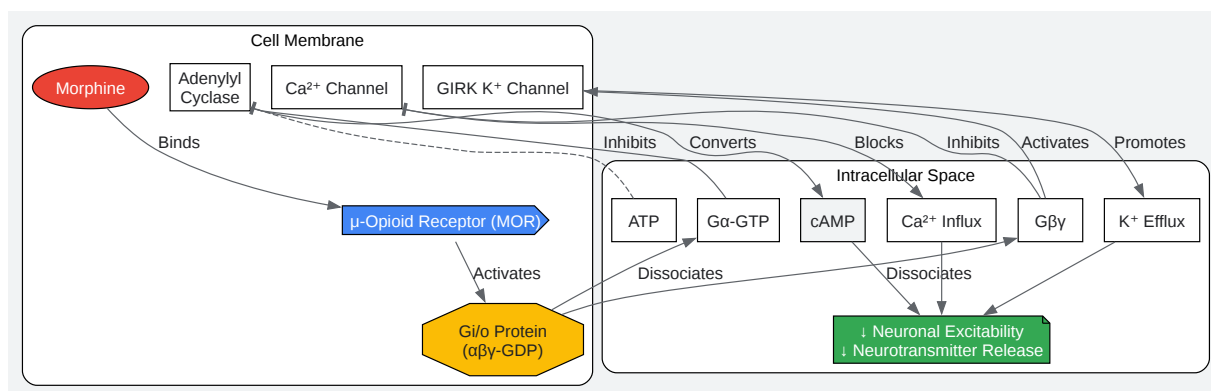 Cell Membrane
Morphine
Adenylyl
Cyclase
Ca²⁺ Channel
GIRK K⁺ Channel
Binds
Inhibits
Converts
Blocks
Inhibits
Activates
Promotes
Intracellular Space
μ-Opioid Receptor (MOR)
ATP
Gα-GTP
cAMP
Ca²⁺ Influx
Gβγ
K⁺ Efflux
Activates
Dissociates
Dissociates
Gi/o Protein
(αβγ-GDP)
↓ Neuronal Excitability
↓ Neurotransmitter Release